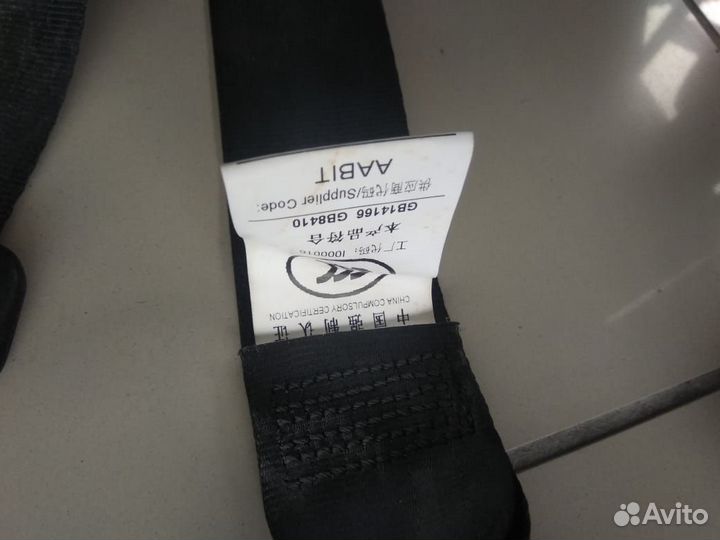 中国强制认证
CHINA COMPULSORY CERTIFICATION
工厂代码:
本产品符合
GB14166 GB8410
供应商代码/Supplier Code:
AABIT
Avito